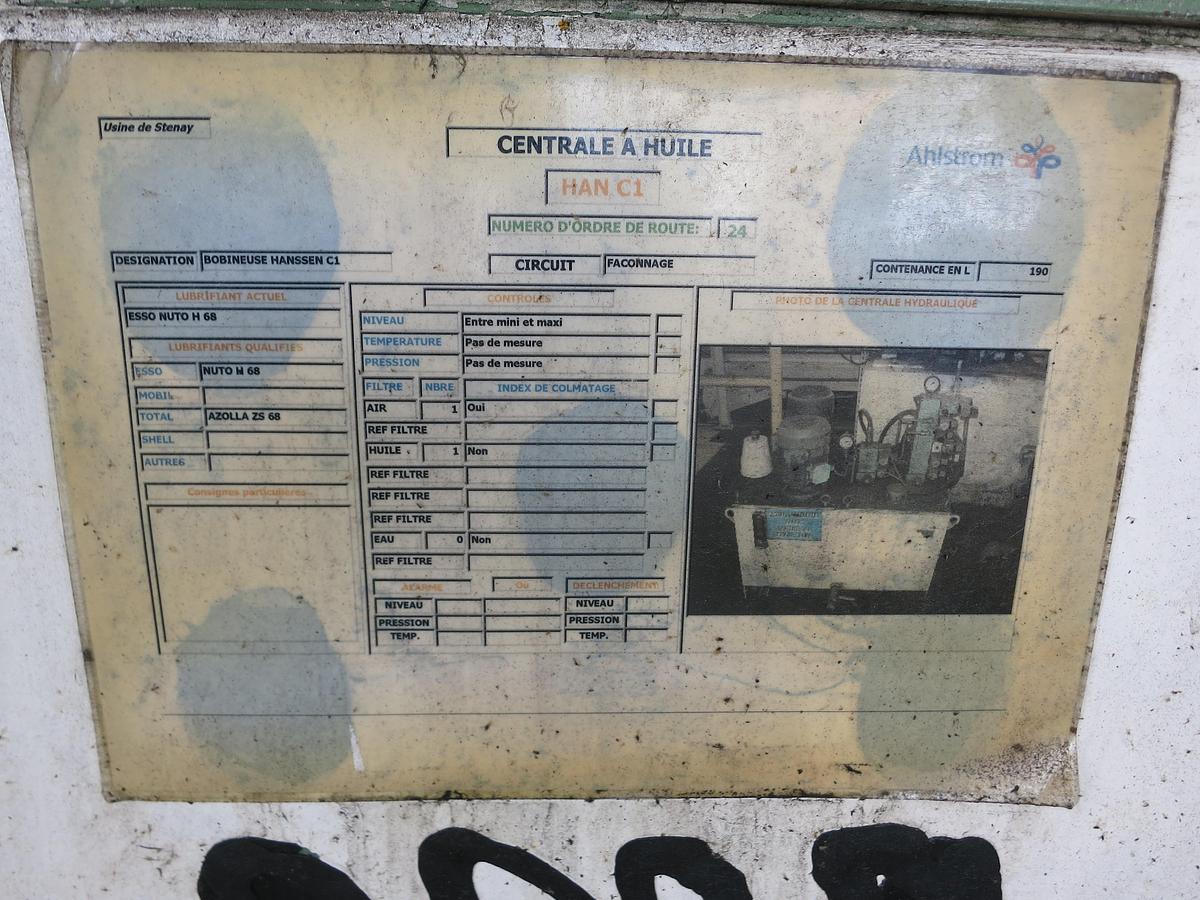 Usine de Stenay
CENTRALE A HUILE
Ahlstrom
HAN C1
NUMERO D'ORDRE DE ROUTE: 24
DESIGNATION BOBINEUSE HANSSEN C1
CIRCUIT FACONNAGE
CONTENANCE EN L 190
LUBRIFIANT ACTUEL
ESSO NUTO H 68
LUBRIFIANTS QUALIFIES
ESSO NUTO H 68
MOBIL
TOTAL AZOLLA ZS 68
SHELL
AUTRES
Consignes particulières
CONTROLES
NIVEAU Entre mini et maxi
TEMPERATURE Pas de mesure
PRESSION Pas de mesure
FILTRE NBRE INDEX DE COLMATAGE
AIR 1 Oui
REF FILTRE
HUILE 1 Non
REF FILTRE
REF FILTRE
REF FILTRE
EAU 0 Non
REF FILTRE
ALARME Ou DECLENCHEMENT
NIVEAU NIVEAU
PRESSION PRESSION
TEMP. TEMP.
PHOTO DE LA CENTRALE HYDRAULIQUE